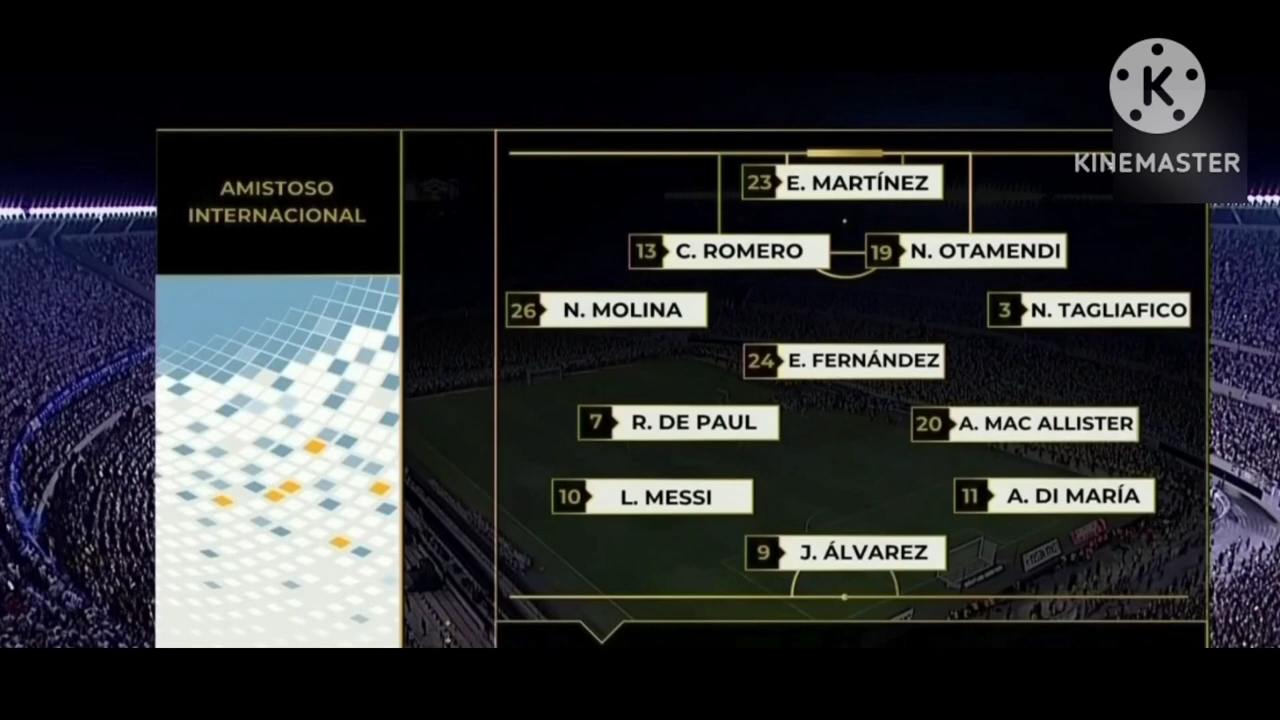 KINEMASTER
AMISTOSO
INTERNACIONAL
23 E. MARTÍNEZ
13 C. ROMERO
19 N. OTAMENDI
26 N. MOLINA
3 N. TAGLIAFICO
24 E. FERNÁNDEZ
7 R. DE PAUL
20 A. MAC ALLISTER
10 L. MESSI
11 A. DI MARÍA
9 J. ÁLVAREZ